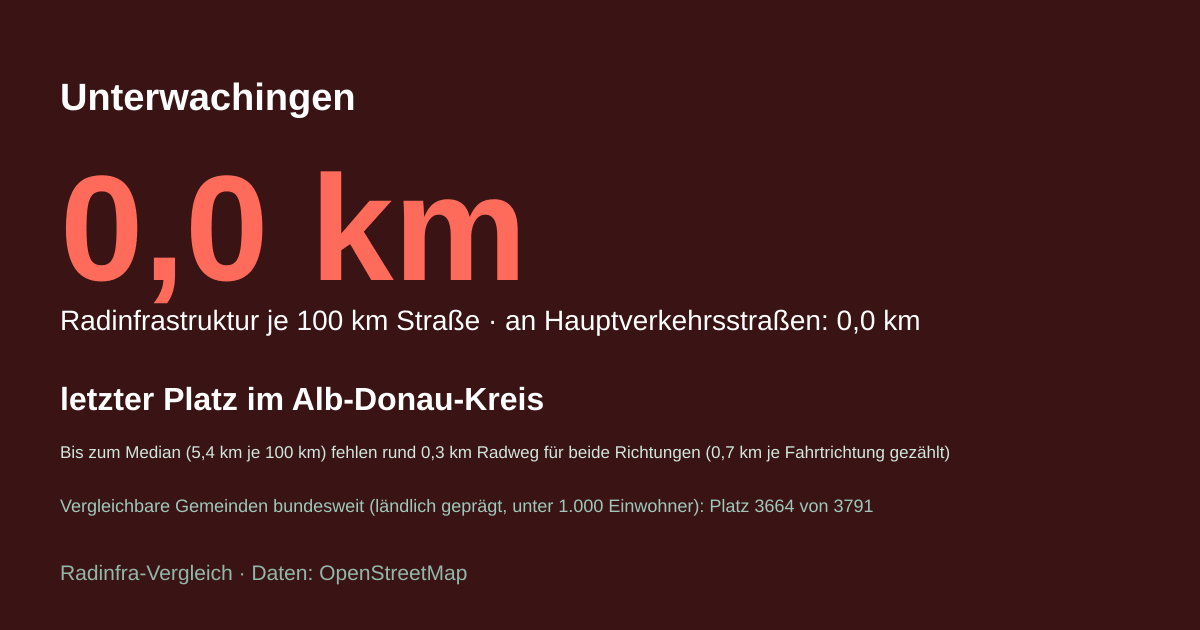 Unterwachingen
0,0 km
Radinfrastruktur je 100 km Straße · an Hauptverkehrsstraßen: 0,0 km
letzter Platz im Alb-Donau-Kreis
Bis zum Median (5,4 km je 100 km) fehlen rund 0,3 km Radweg für beide Richtungen (0,7 km je Fahrtrichtung gezählt)
Vergleichbare Gemeinden bundesweit (ländlich geprägt, unter 1.000 Einwohner): Platz 3664 von 3791
Radinfra-Vergleich · Daten: OpenStreetMap